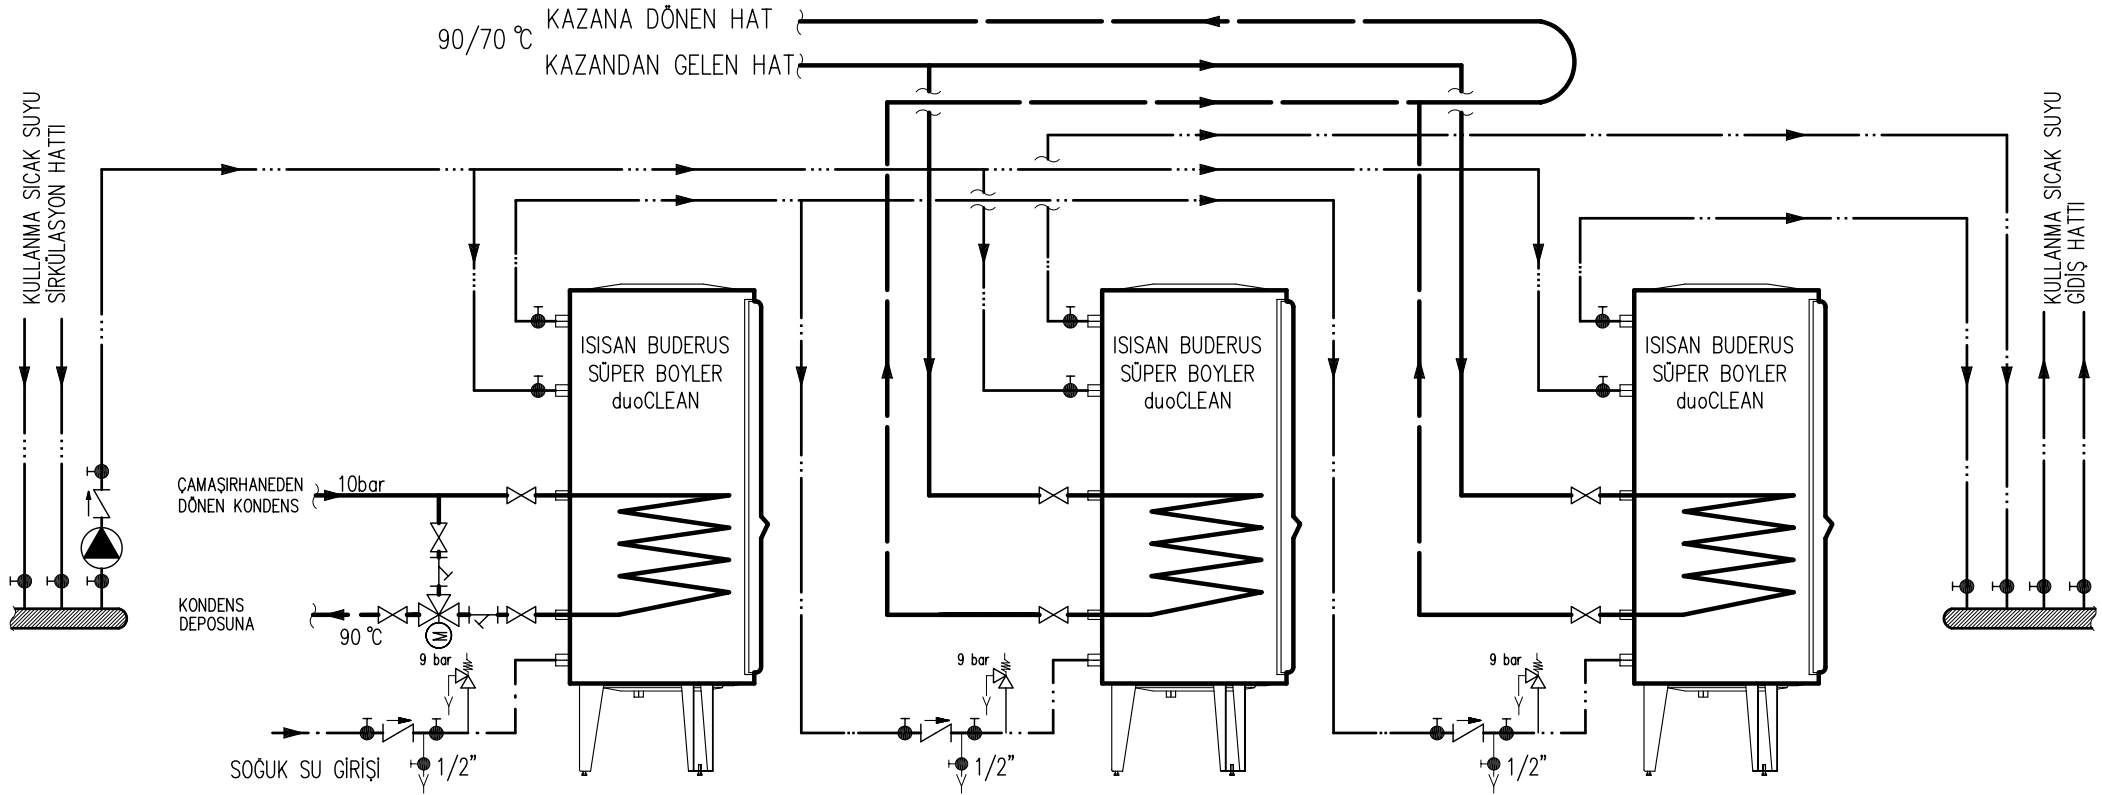 KAZANA DÖNEN HAT
90/70 °C
KAZANDAN GELEN HAT
KULLANMA SICAK SUYU
SİRKÜLASYON HATTI
KULLANMA SICAK SUYU
GİDİŞ HATTI
ISISAN BUDERUS
SÜPER BOYLER
duoCLEAN
ISISAN BUDERUS
SÜPER BOYLER
duoCLEAN
ISISAN BUDERUS
SÜPER BOYLER
duoCLEAN
ÇAMAŞIRHANEDEN
DÖNEN KONDENS
10bar
KONDENS
DEPOSUNA
90 °C
M
9 bar
9 bar
9 bar
SOĞUK SU GİRİŞİ
1/2”
1/2”
1/2”